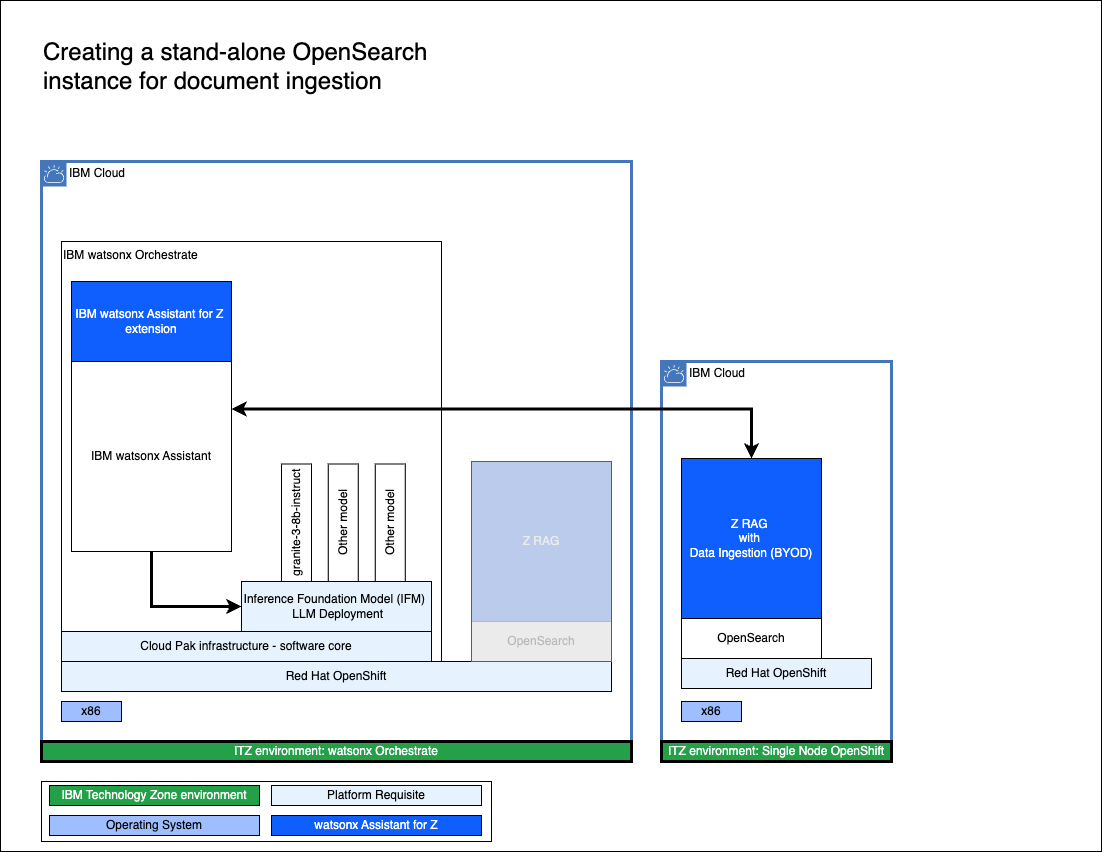 Creating a stand-alone OpenSearch
instance for document ingestion
IBM Cloud
IBM watsonx Orchestrate
IBM watsonx Assistant for Z
extension
IBM watsonx Assistant
granite-3-8b-instruct
Other model
Other model
Inference Foundation Model (IFM)
LLM Deployment
Cloud Pak infrastructure - software core
Red Hat OpenShift
x86
Z RAG
OpenSearch
ITZ environment: watsonx Orchestrate
IBM Cloud
Z RAG
with
Data Ingestion (BYOD)
OpenSearch
Red Hat OpenShift
x86
ITZ environment: Single Node OpenShift
IBM Technology Zone environment
Platform Requisite
Operating System
watsonx Assistant for Z